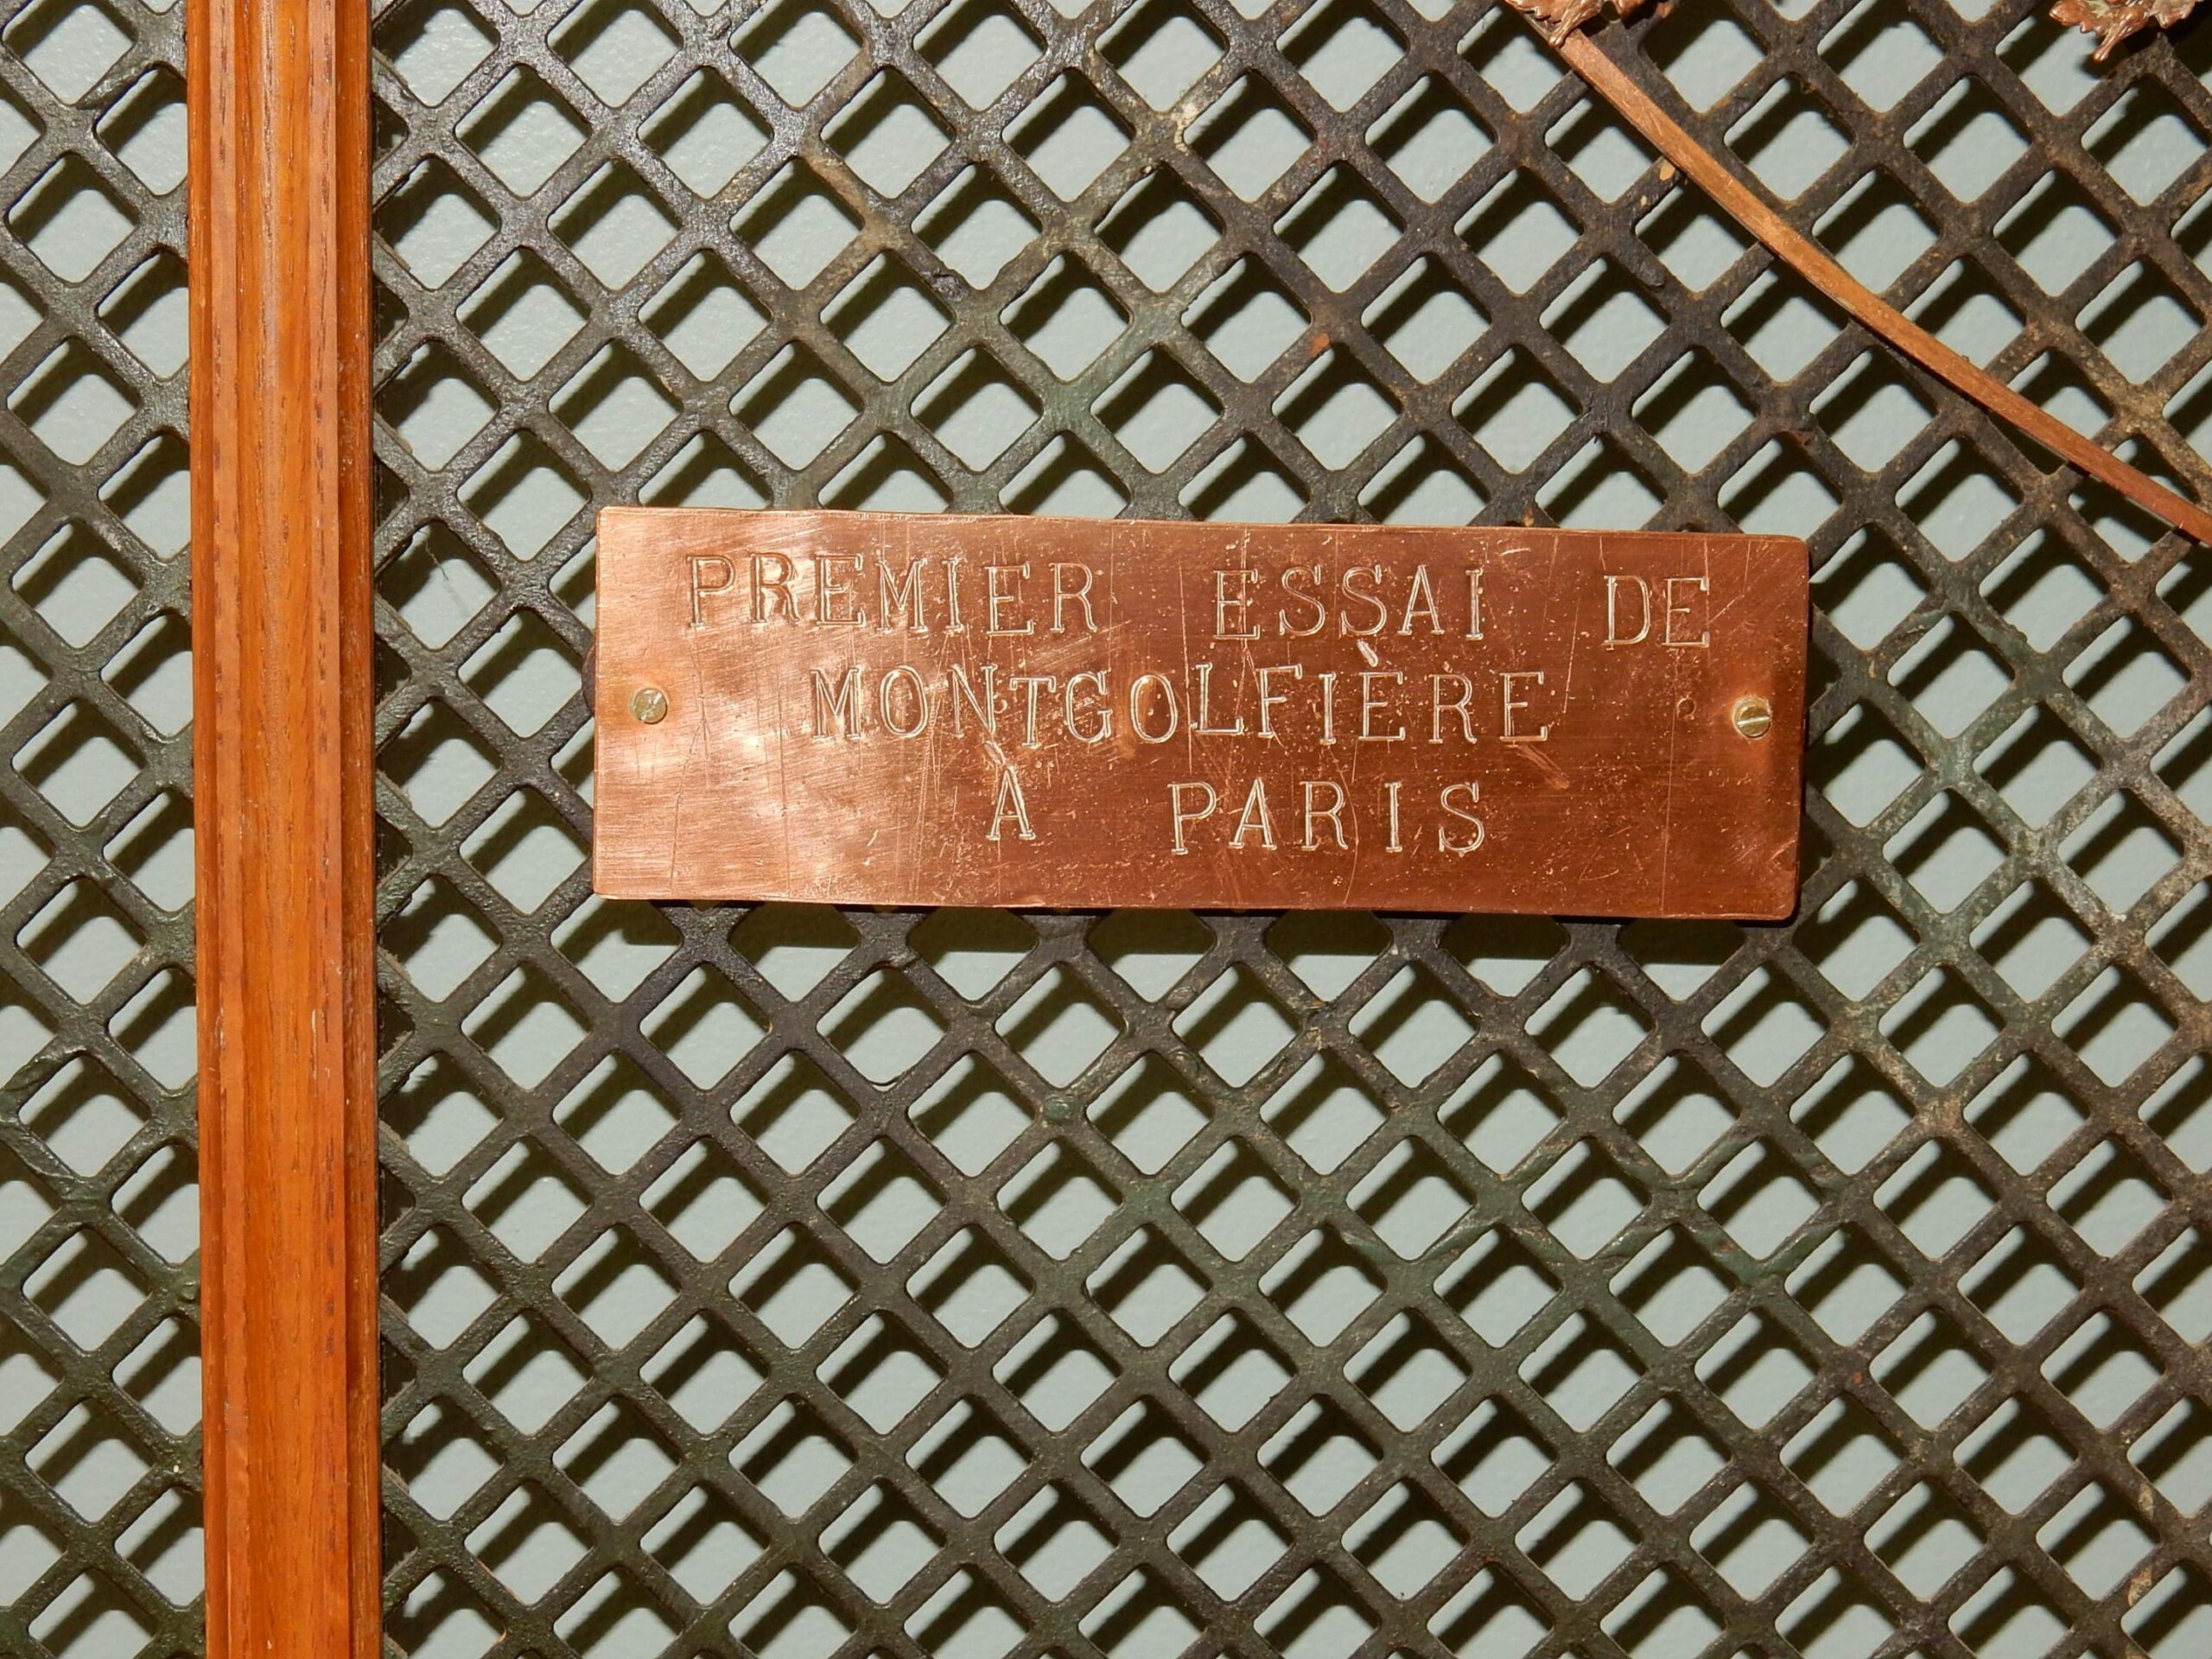 PREMIER ESSAI DE
MONTGOLFIÈRE
À PARIS